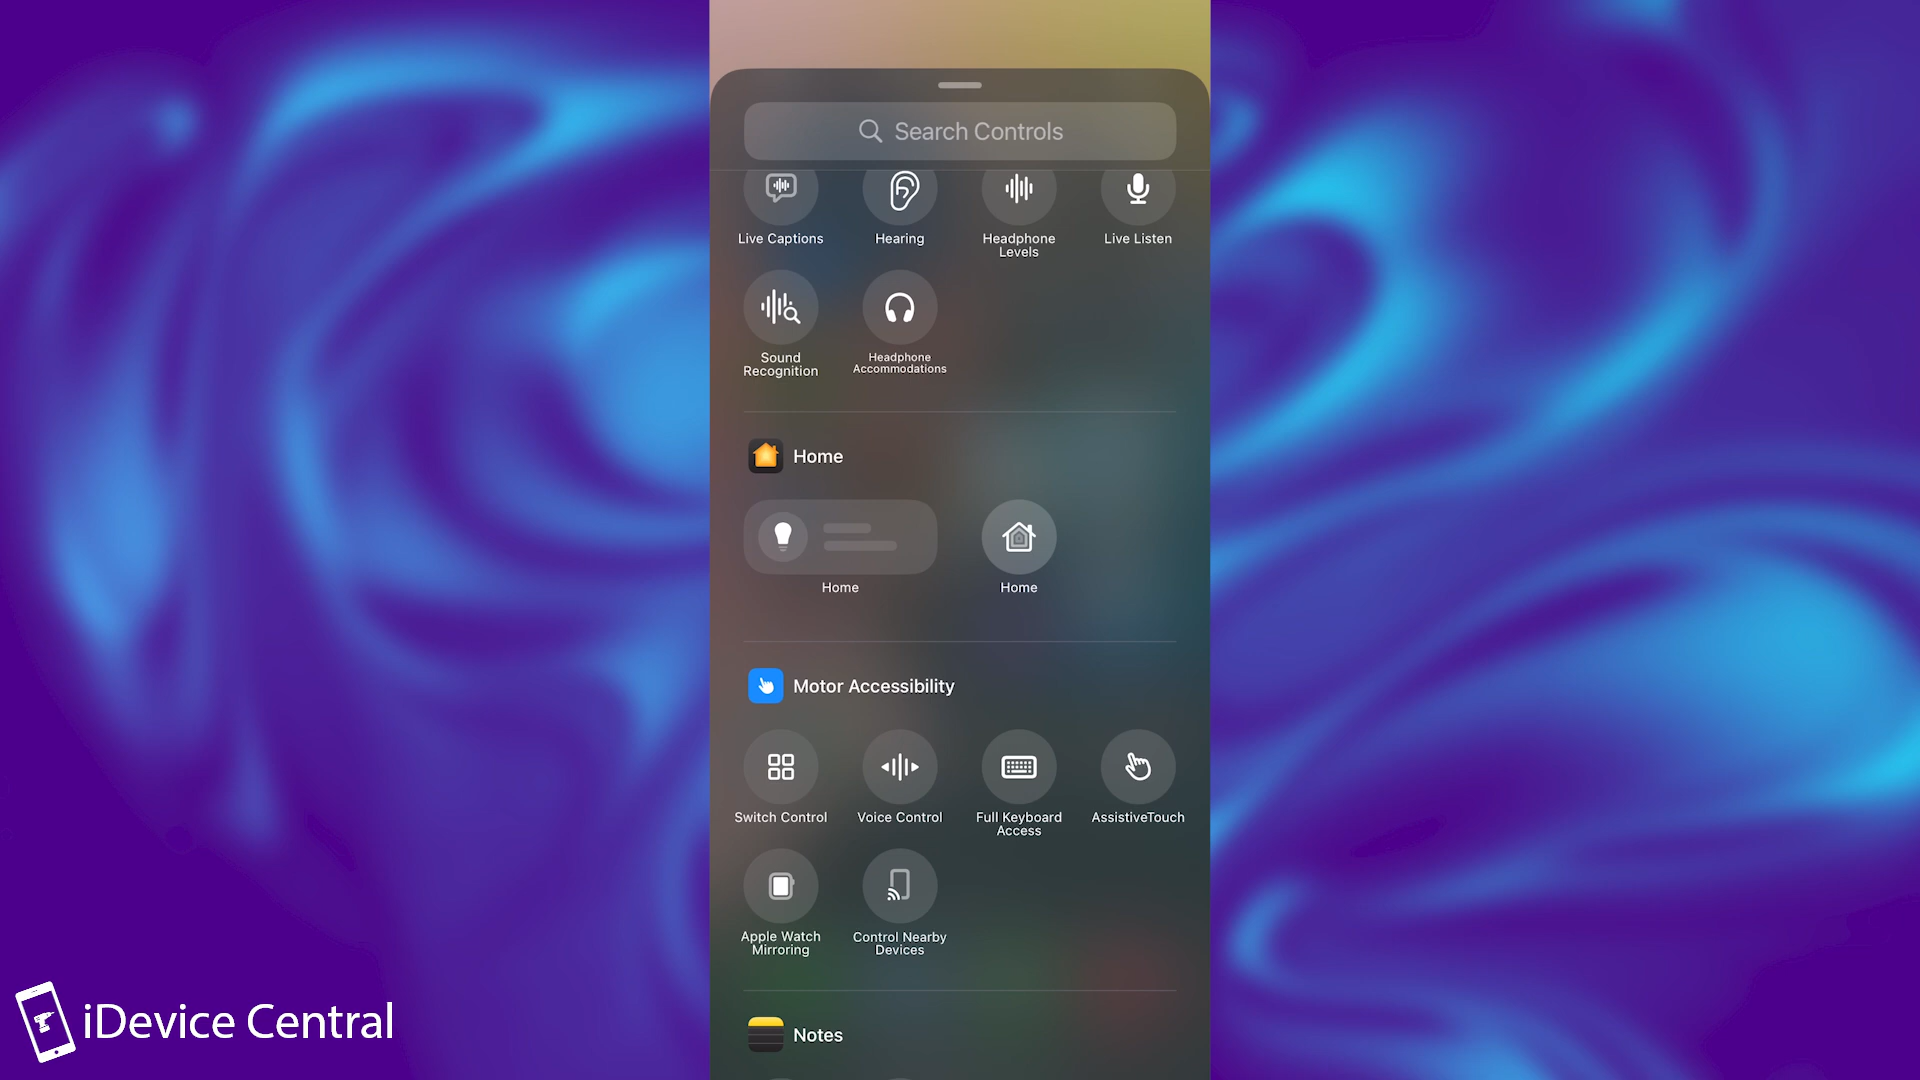 Search Controls
Live Captions
Hearing
Headphone
Levels
Live Listen
Sound
Recognition
Headphone
Accommodations
Home
Home
Home
Motor Accessibility
Switch Control
Voice Control
Full Keyboard
Access
AssistiveTouch
Apple Watch
Mirroring
Control Nearby
Devices
Notes
iDevice Central